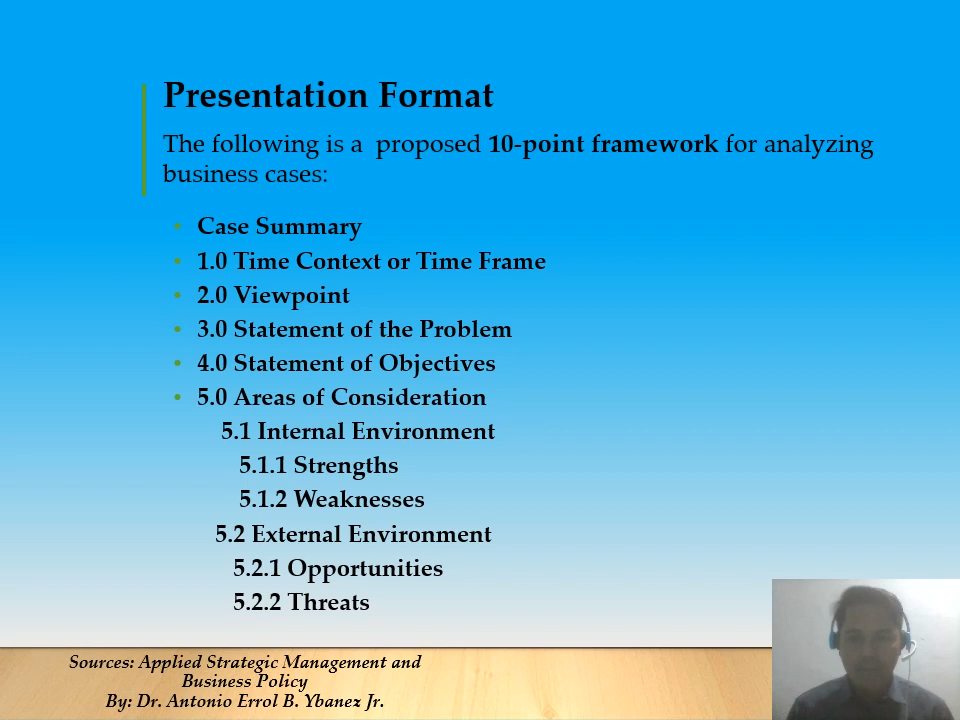 Presentation Format
The following is a proposed 10-point framework for analyzing
business cases:
• Case Summary
• 1.0 Time Context or Time Frame
• 2.0 Viewpoint
• 3.0 Statement of the Problem
• 4.0 Statement of Objectives
• 5.0 Areas of Consideration
5.1 Internal Environment
5.1.1 Strengths
5.1.2 Weaknesses
5.2 External Environment
5.2.1 Opportunities
5.2.2 Threats
Sources: Applied Strategic Management and
Business Policy
By: Dr. Antonio Errol B. Ybanez Jr.